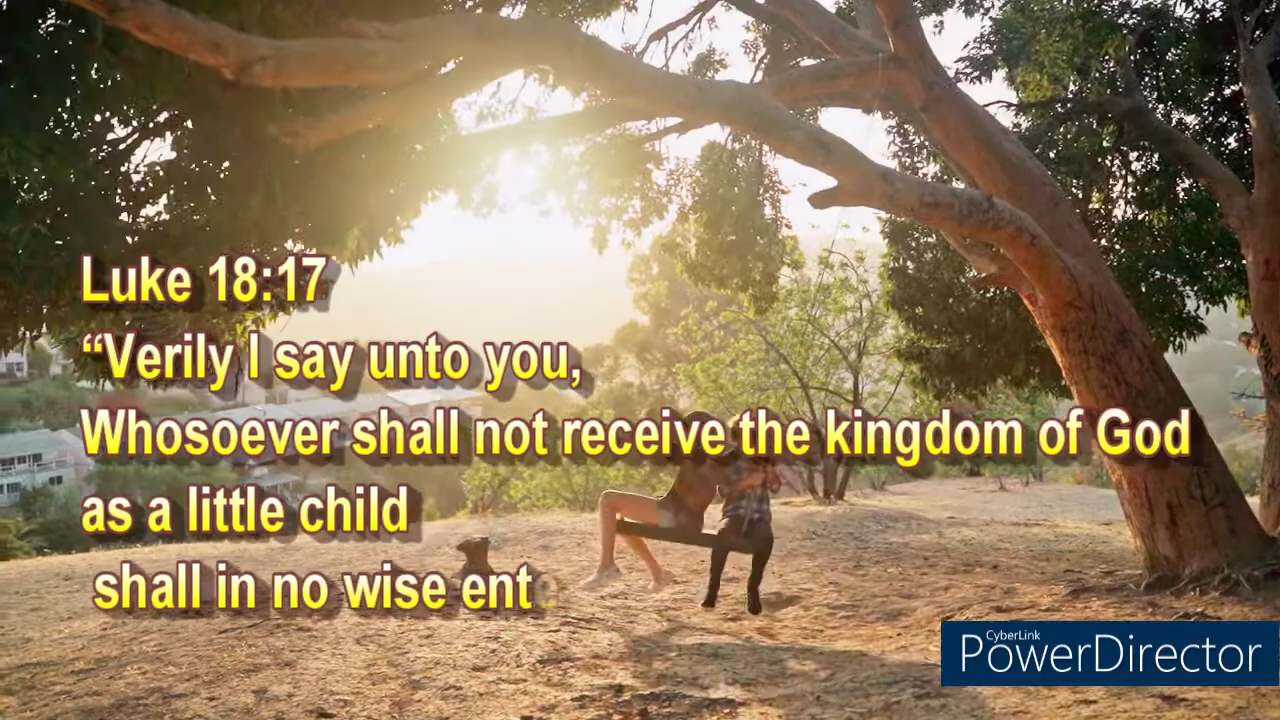 Luke 18:17
“Verily I say unto you,
Whosoever shall not receive the kingdom of God
as a little child
shall in no wise ente
CyberLink
PowerDirector